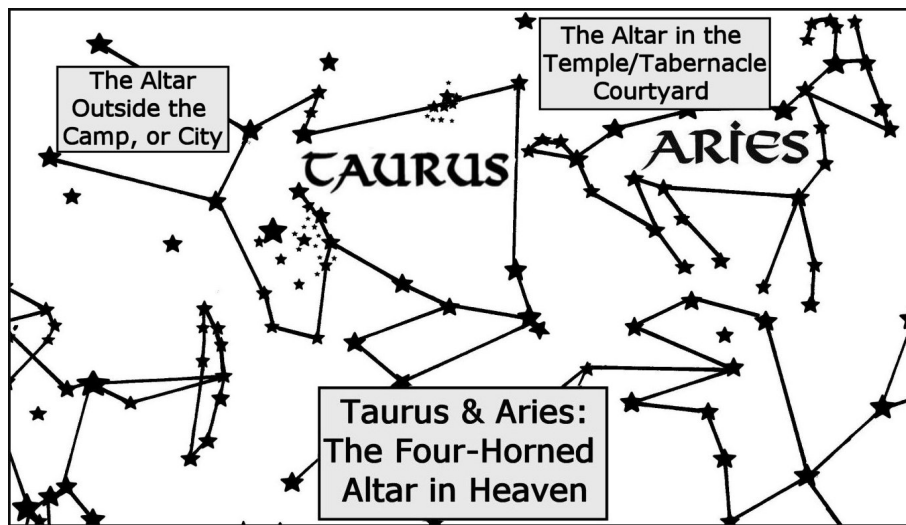 The Altar
Outside the
Camp, or City
The Altar in the
Temple/Tabernacle
Courtyard
TAURUS
ARIES
Taurus & Aries:
The Four-Horned
Altar in Heaven